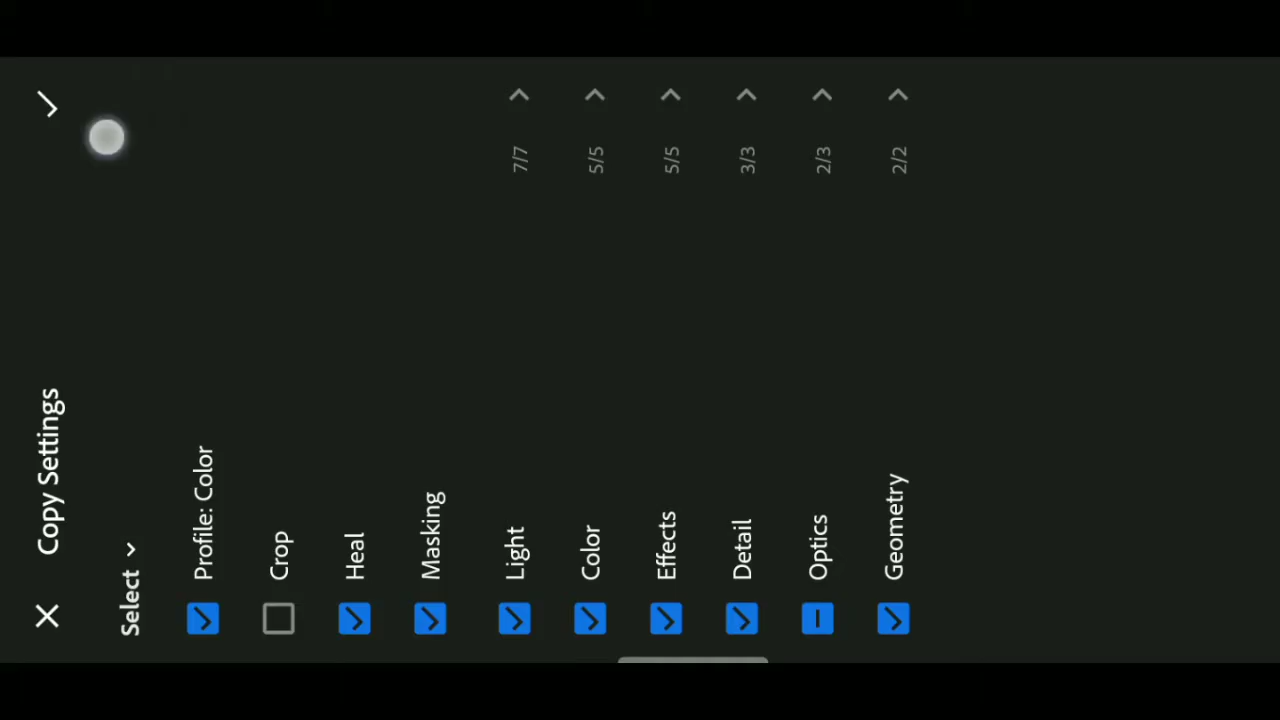 Copy Settings
Select
Profile: Color
Crop
Heal
Masking
Light 7/7
Color 5/5
Effects 5/5
Detail 3/3
Optics 2/3
Geometry 2/2